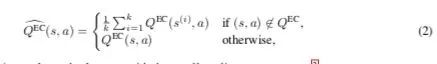 \widehat{Q^{EC}}(s, a) = \begin{cases} \frac{1}{k} \sum_{i=1}^{k} Q^{EC}(s^{(i)}, a) & \text{if } (s, a) \notin Q^{EC}, \\ Q^{EC}(s, a) & \text{otherwise,} \end{cases} (2)